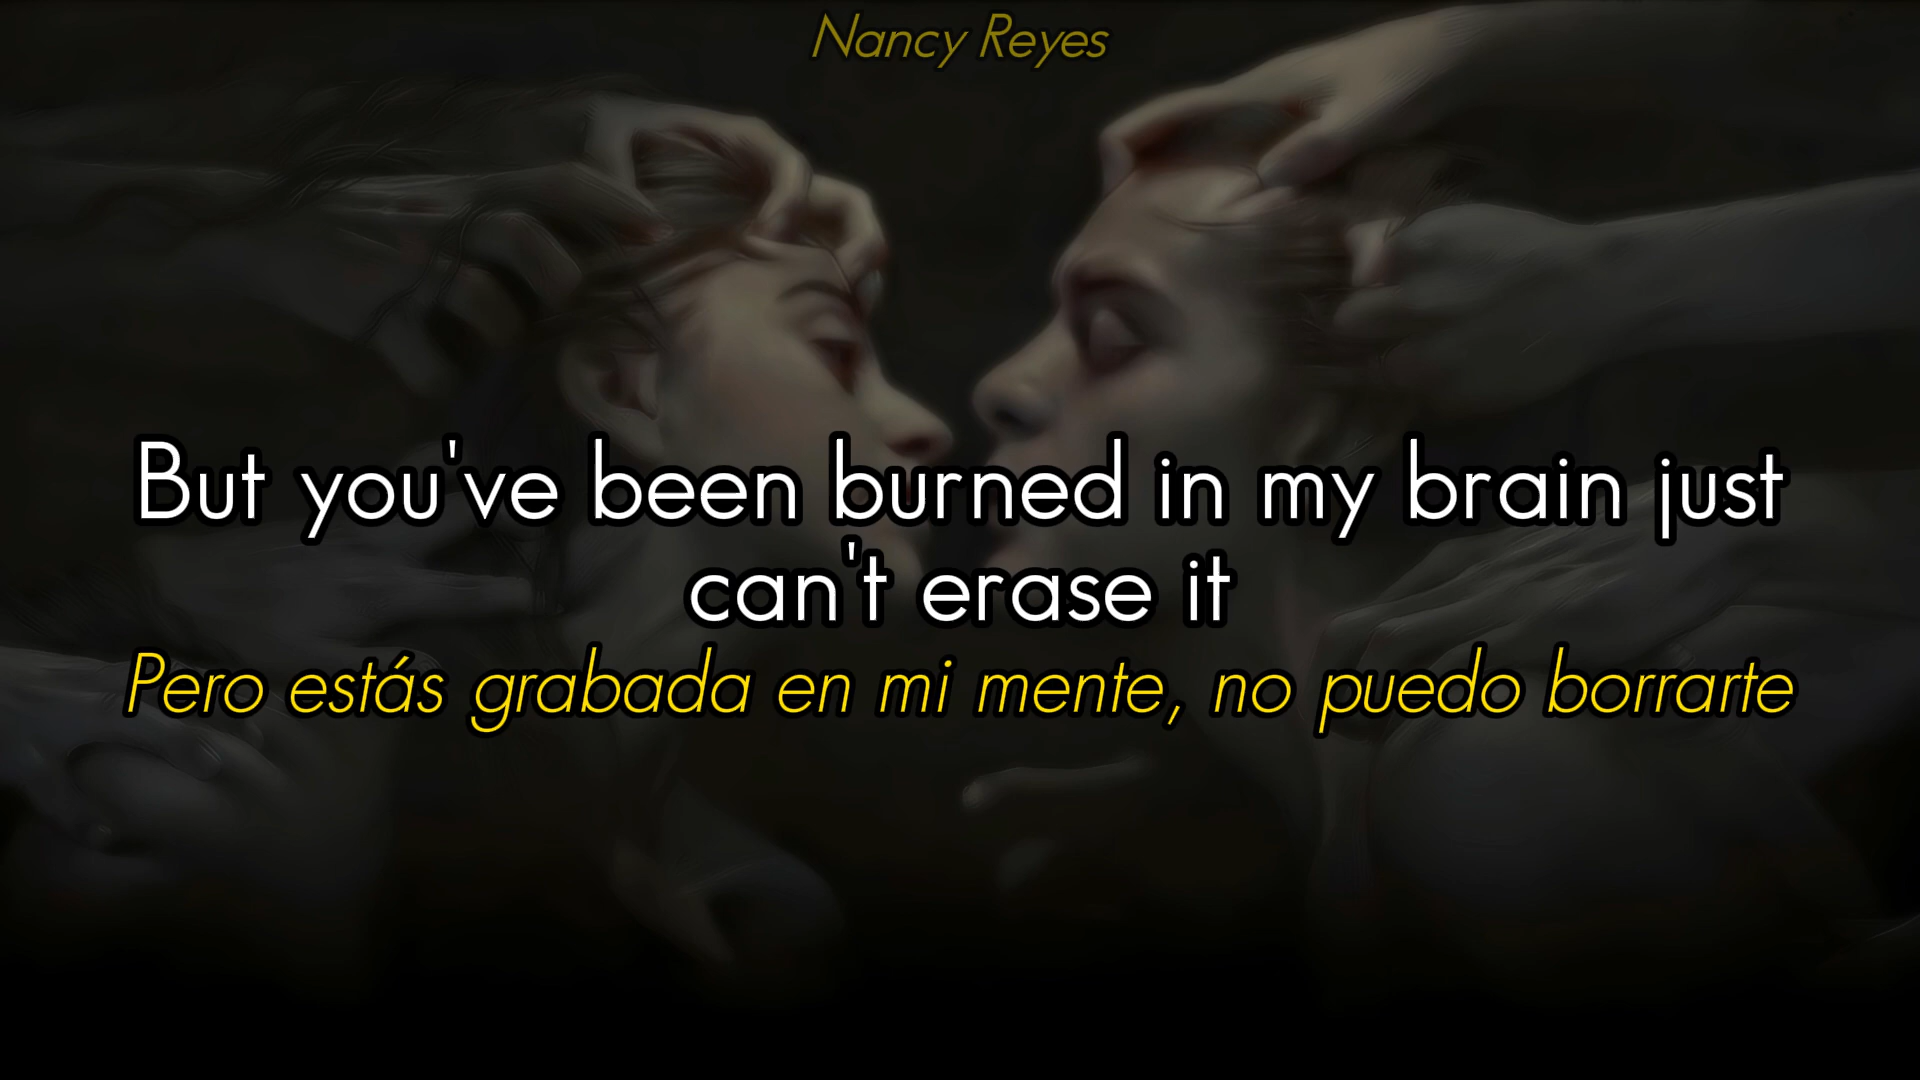 Nancy Reyes
But you've been burned in my brain just
can't erase it
Pero estás grabada en mi mente, no puedo borrarte